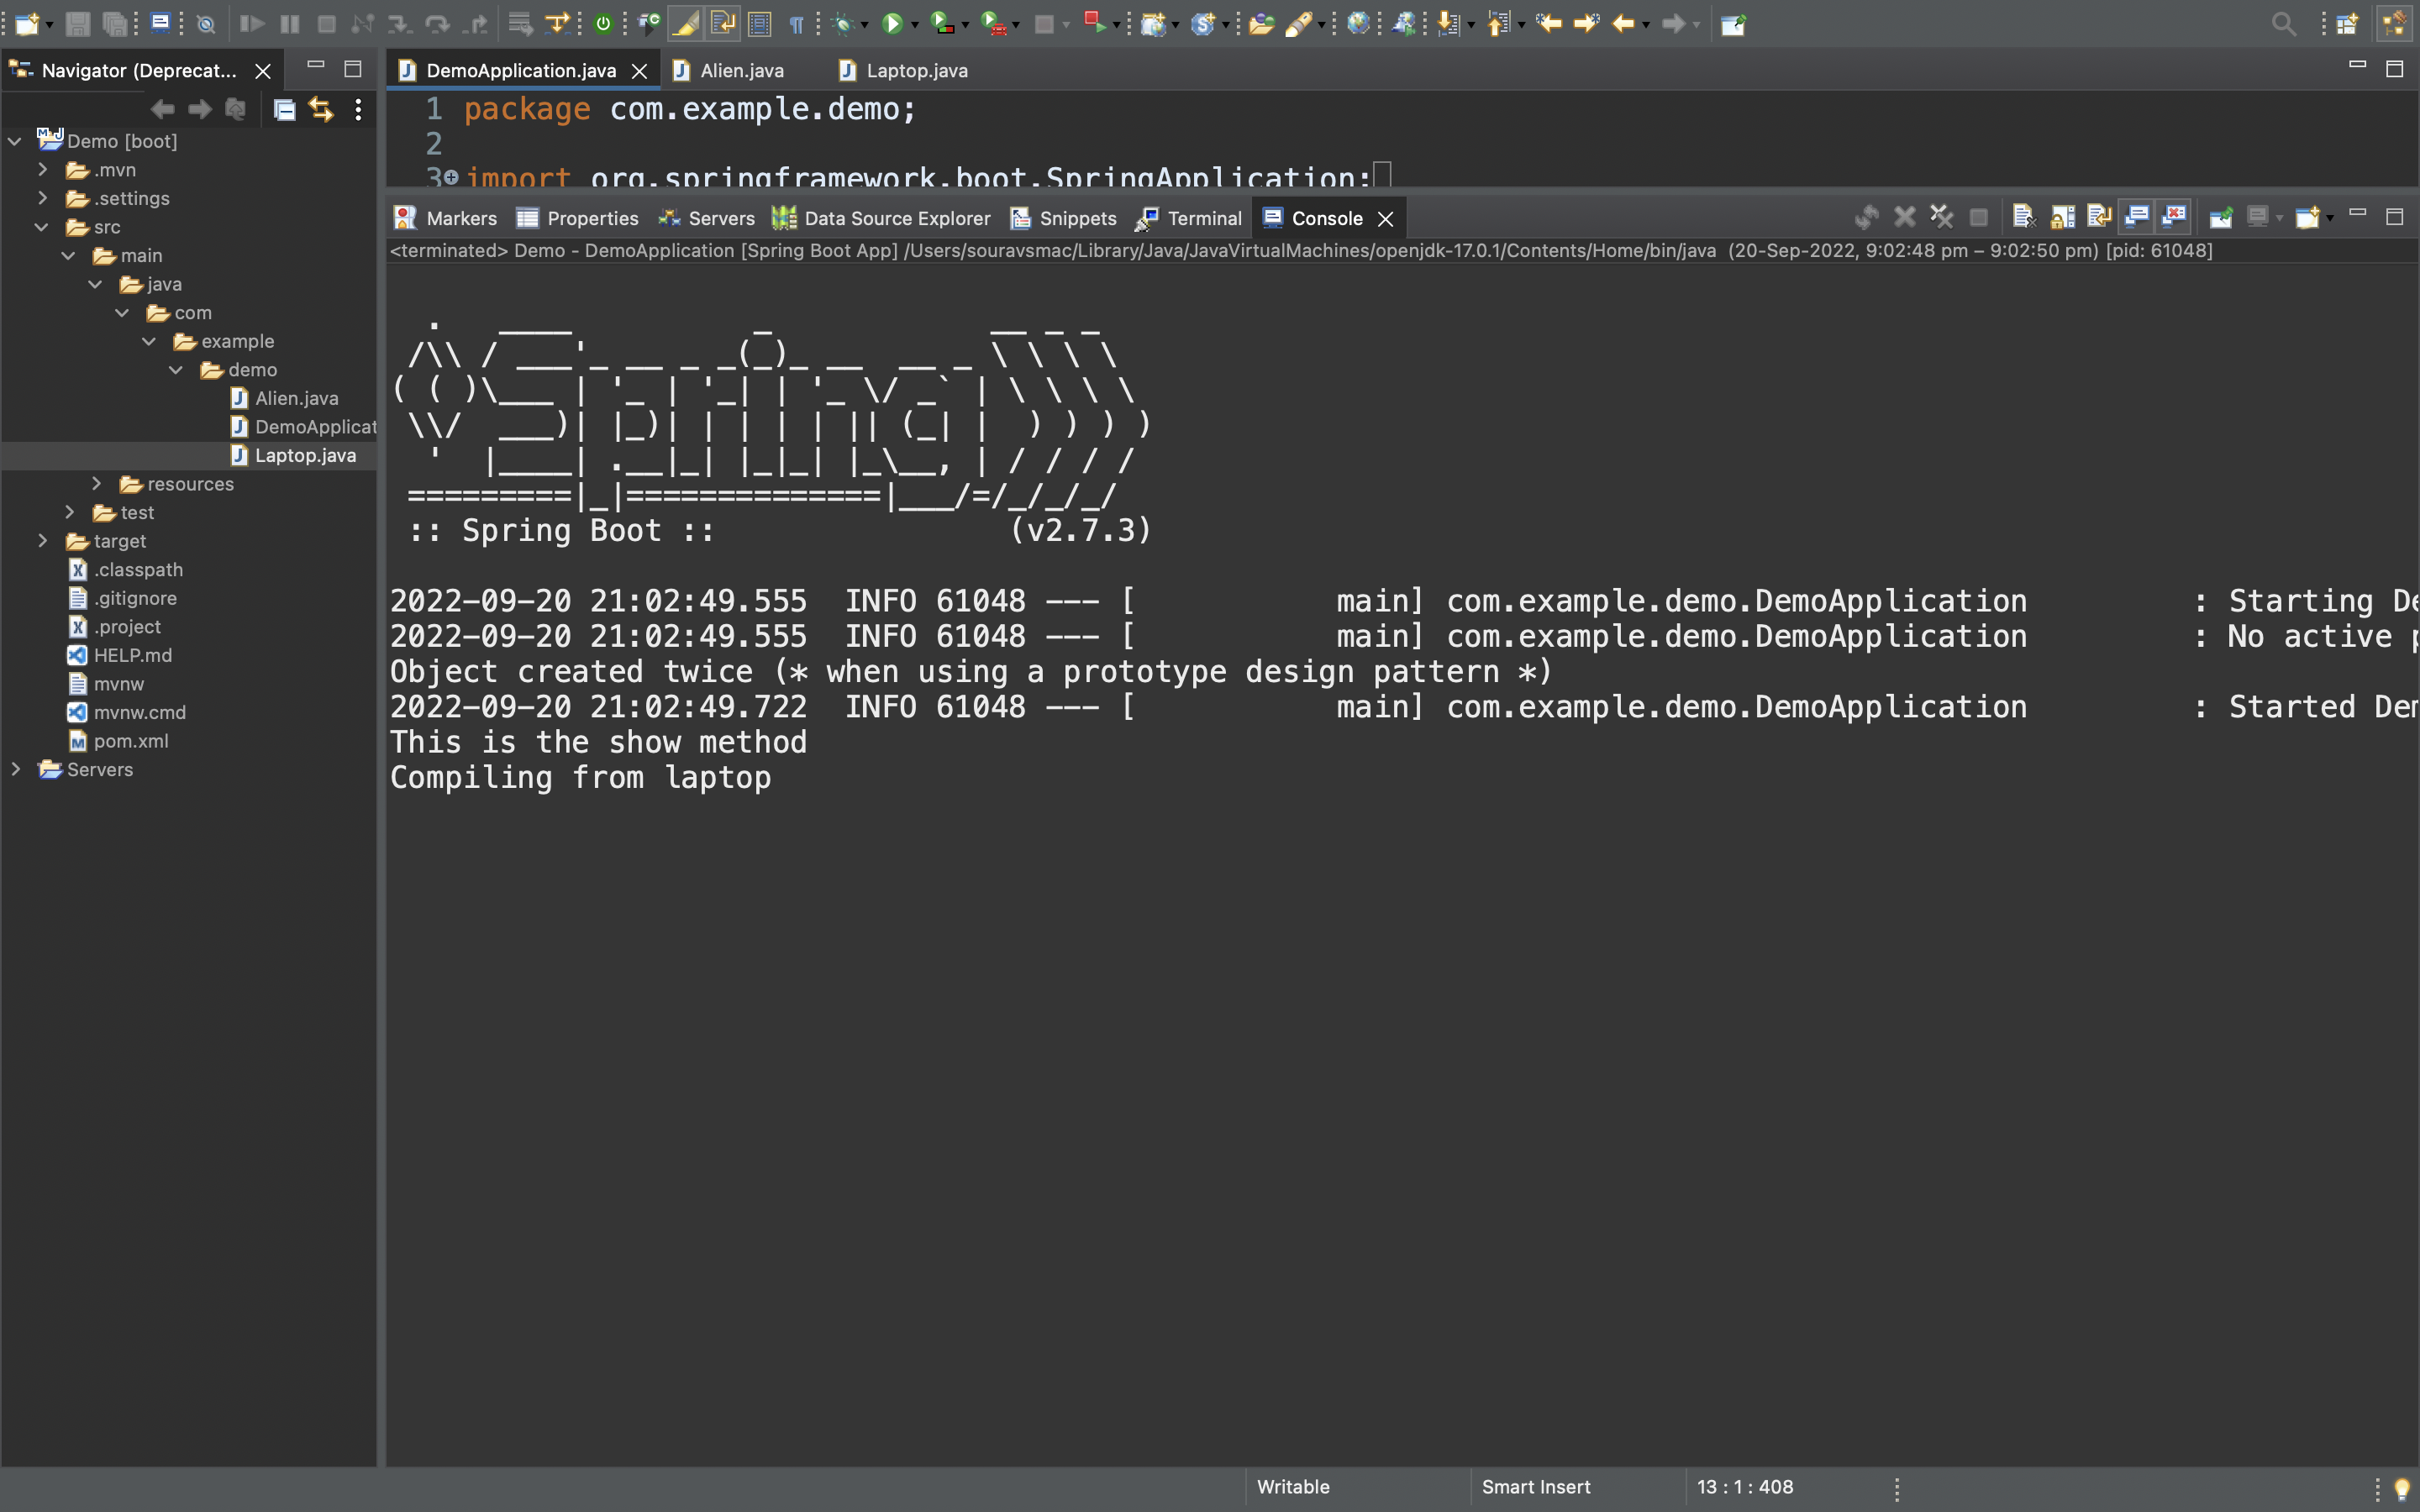 Navigator (Deprecat...
Demo [boot]
.mvn
.settings
src
main
java
com
example
demo
Alien.java
DemoApplicat
Laptop.java
resources
test
target
.classpath
.gitignore
.project
HELP.md
mvnw
mvnw.cmd
pom.xml
Servers
DemoApplication.java Alien.java Laptop.java
1 package com.example.demo;
2
3 import org.springframework.boot.SpringApplication;
Markers Properties Servers Data Source Explorer Snippets Terminal Console
<terminated> Demo - DemoApplication [Spring Boot App] /Users/souravsmac/Library/Java/JavaVirtualMachines/openjdk-17.0.1/Contents/Home/bin/java (20-Sep-2022, 9:02:48 pm – 9:02:50 pm) [pid: 61048]
Spring
:: Spring Boot :: (v2.7.3)
2022-09-20 21:02:49.555 INFO 61048 --- [ main] com.example.demo.DemoApplication : Starting De
2022-09-20 21:02:49.555 INFO 61048 --- [ main] com.example.demo.DemoApplication : No active p
Object created twice (* when using a prototype design pattern *)
2022-09-20 21:02:49.722 INFO 61048 --- [ main] com.example.demo.DemoApplication : Started Dem
This is the show method
Compiling from laptop
Writable Smart Insert 13 : 1 : 408